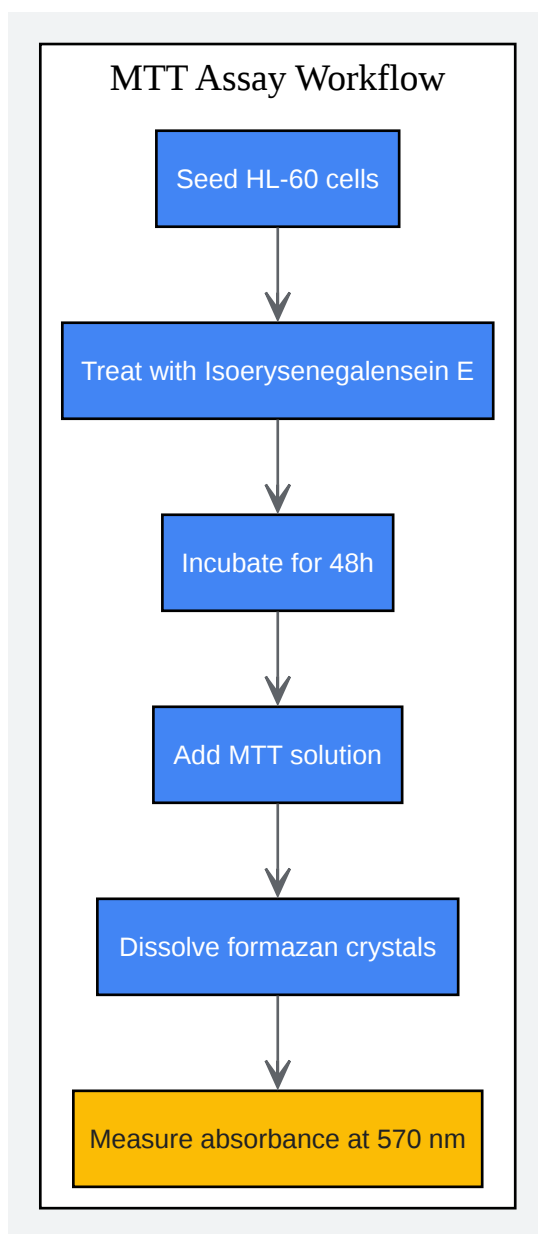 MTT Assay Workflow
Seed HL-60 cells
Treat with Isoerysenegalensein E
Incubate for 48h
Add MTT solution
Dissolve formazan crystals
Measure absorbance at 570 nm